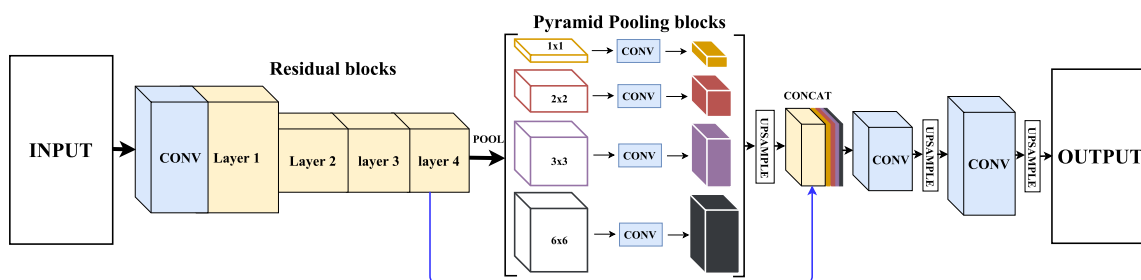 Pyramid Pooling blocks
Residual blocks
INPUT
CONV
Layer 1
Layer 2
layer 3
layer 4
POOL
1x1
CONV
2x2
CONV
3x3
CONV
6x6
CONV
UPSAMPLE
CONCAT
CONV
UPSAMPLE
CONV
UPSAMPLE
OUTPUT